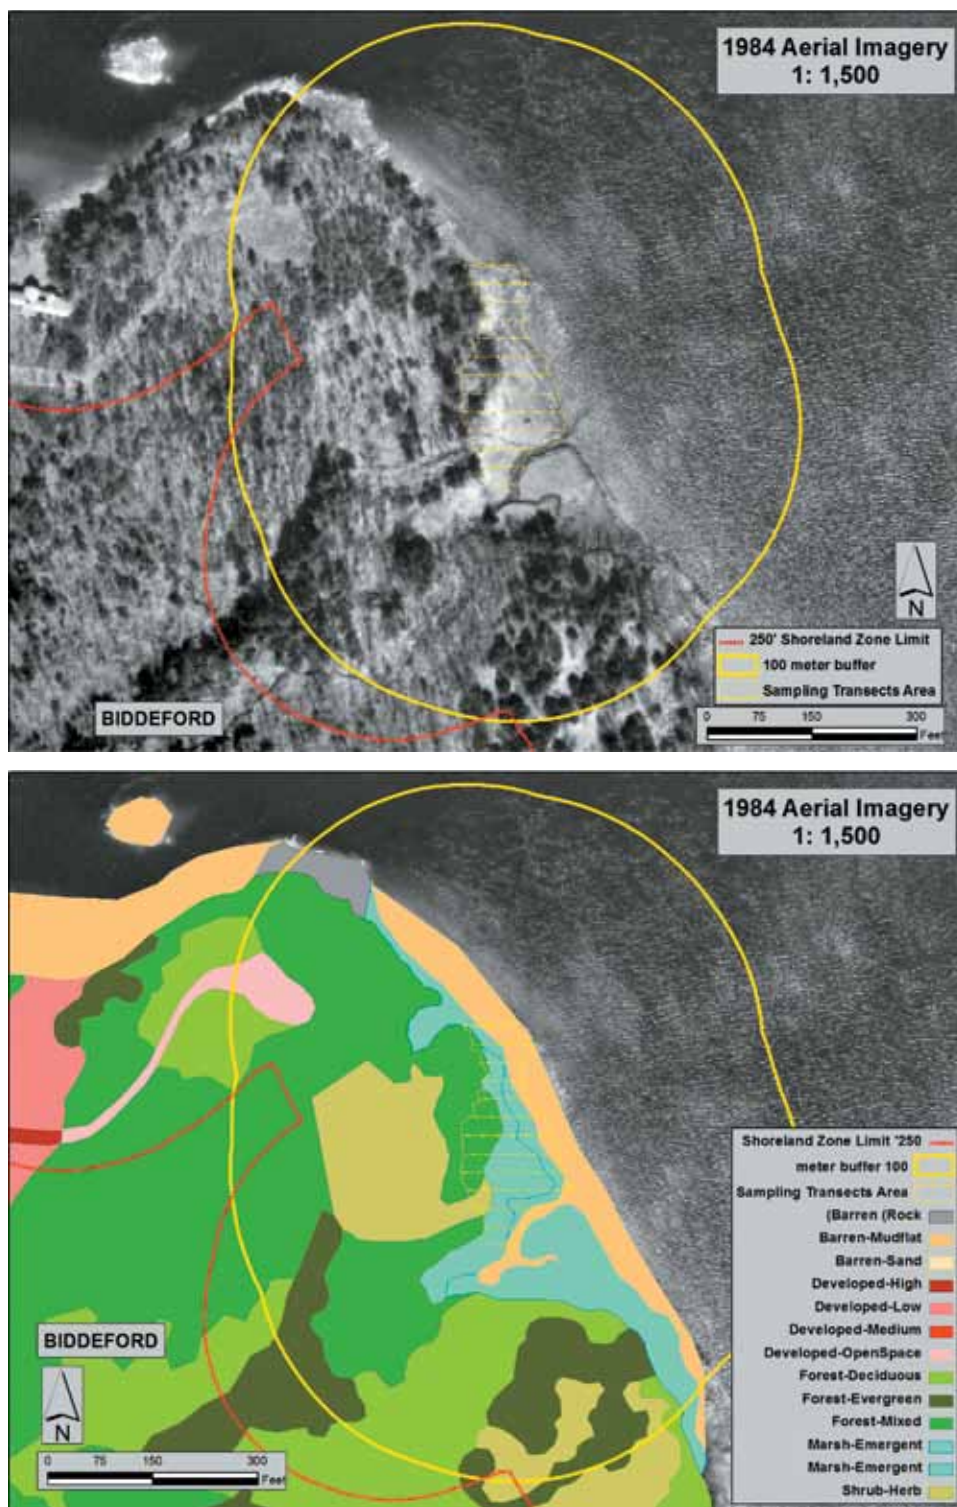 1984 Aerial Imagery
1: 1,500
N
250' Shoreland Zone Limit
100 meter buffer
Sampling Transects Area
BIDDEFORD
0 75 150 300
Feet
1984 Aerial Imagery
1: 1,500
Shoreland Zone Limit '250
meter buffer 100
Sampling Transects Area
(Barren (Rock
Barren-Mudflat
Barren-Sand
Developed-High
Developed-Low
Developed-Medium
Developed-OpenSpace
Forest-Deciduous
Forest-Evergreen
Forest-Mixed
Marsh-Emergent
Marsh-Emergent
Shrub-Herb
BIDDEFORD
N
0 75 150 300
Feet